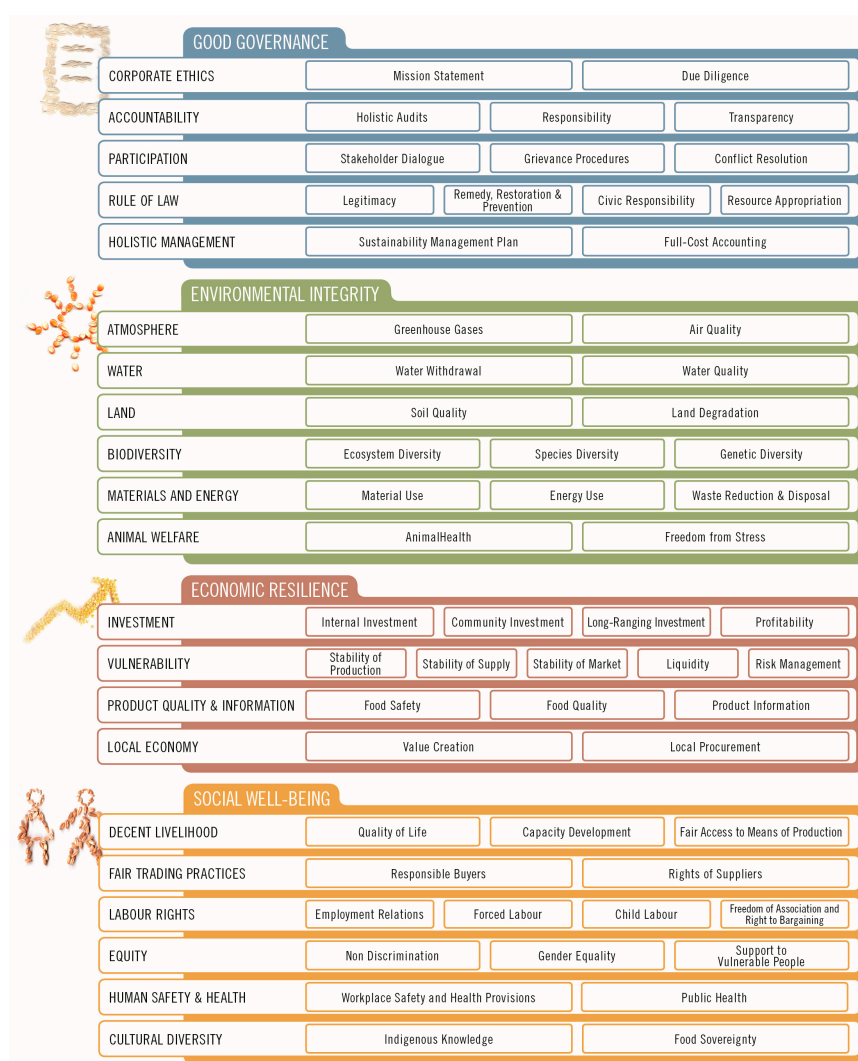 GOOD GOVERNANCE
CORPORATE ETHICS
Mission Statement
Due Diligence
ACCOUNTABILITY
Holistic Audits
Responsibility
Transparency
PARTICIPATION
Stakeholder Dialogue
Grievance Procedures
Conflict Resolution
RULE OF LAW
Legitimacy
Remedy, Restoration &
Prevention
Civic Responsibility
Resource Appropriation
HOLISTIC MANAGEMENT
Sustainability Management Plan
Full-Cost Accounting
ENVIRONMENTAL INTEGRITY
ATMOSPHERE
Greenhouse Gases
Air Quality
WATER
Water Withdrawal
Water Quality
LAND
Soil Quality
Land Degradation
BIODIVERSITY
Ecosystem Diversity
Species Diversity
Genetic Diversity
MATERIALS AND ENERGY
Material Use
Energy Use
Waste Reduction & Disposal
ANIMAL WELFARE
AnimalHealth
Freedom from Stress
ECONOMIC RESILIENCE
INVESTMENT
Internal Investment
Community Investment
Long-Ranging Investment
Profitability
VULNERABILITY
Stability of
Production
Stability of Supply
Stability of Market
Liquidity
Risk Management
PRODUCT QUALITY & INFORMATION
Food Safety
Food Quality
Product Information
LOCAL ECONOMY
Value Creation
Local Procurement
SOCIAL WELL-BEING
DECENT LIVELIHOOD
Quality of Life
Capacity Development
Fair Access to Means of Production
FAIR TRADING PRACTICES
Responsible Buyers
Rights of Suppliers
LABOUR RIGHTS
Employment Relations
Forced Labour
Child Labour
Freedom of Association and
Right to Bargaining
EQUITY
Non Discrimination
Gender Equality
Support to
Vulnerable People
HUMAN SAFETY & HEALTH
Workplace Safety and Health Provisions
Public Health
CULTURAL DIVERSITY
Indigenous Knowledge
Food Sovereignty